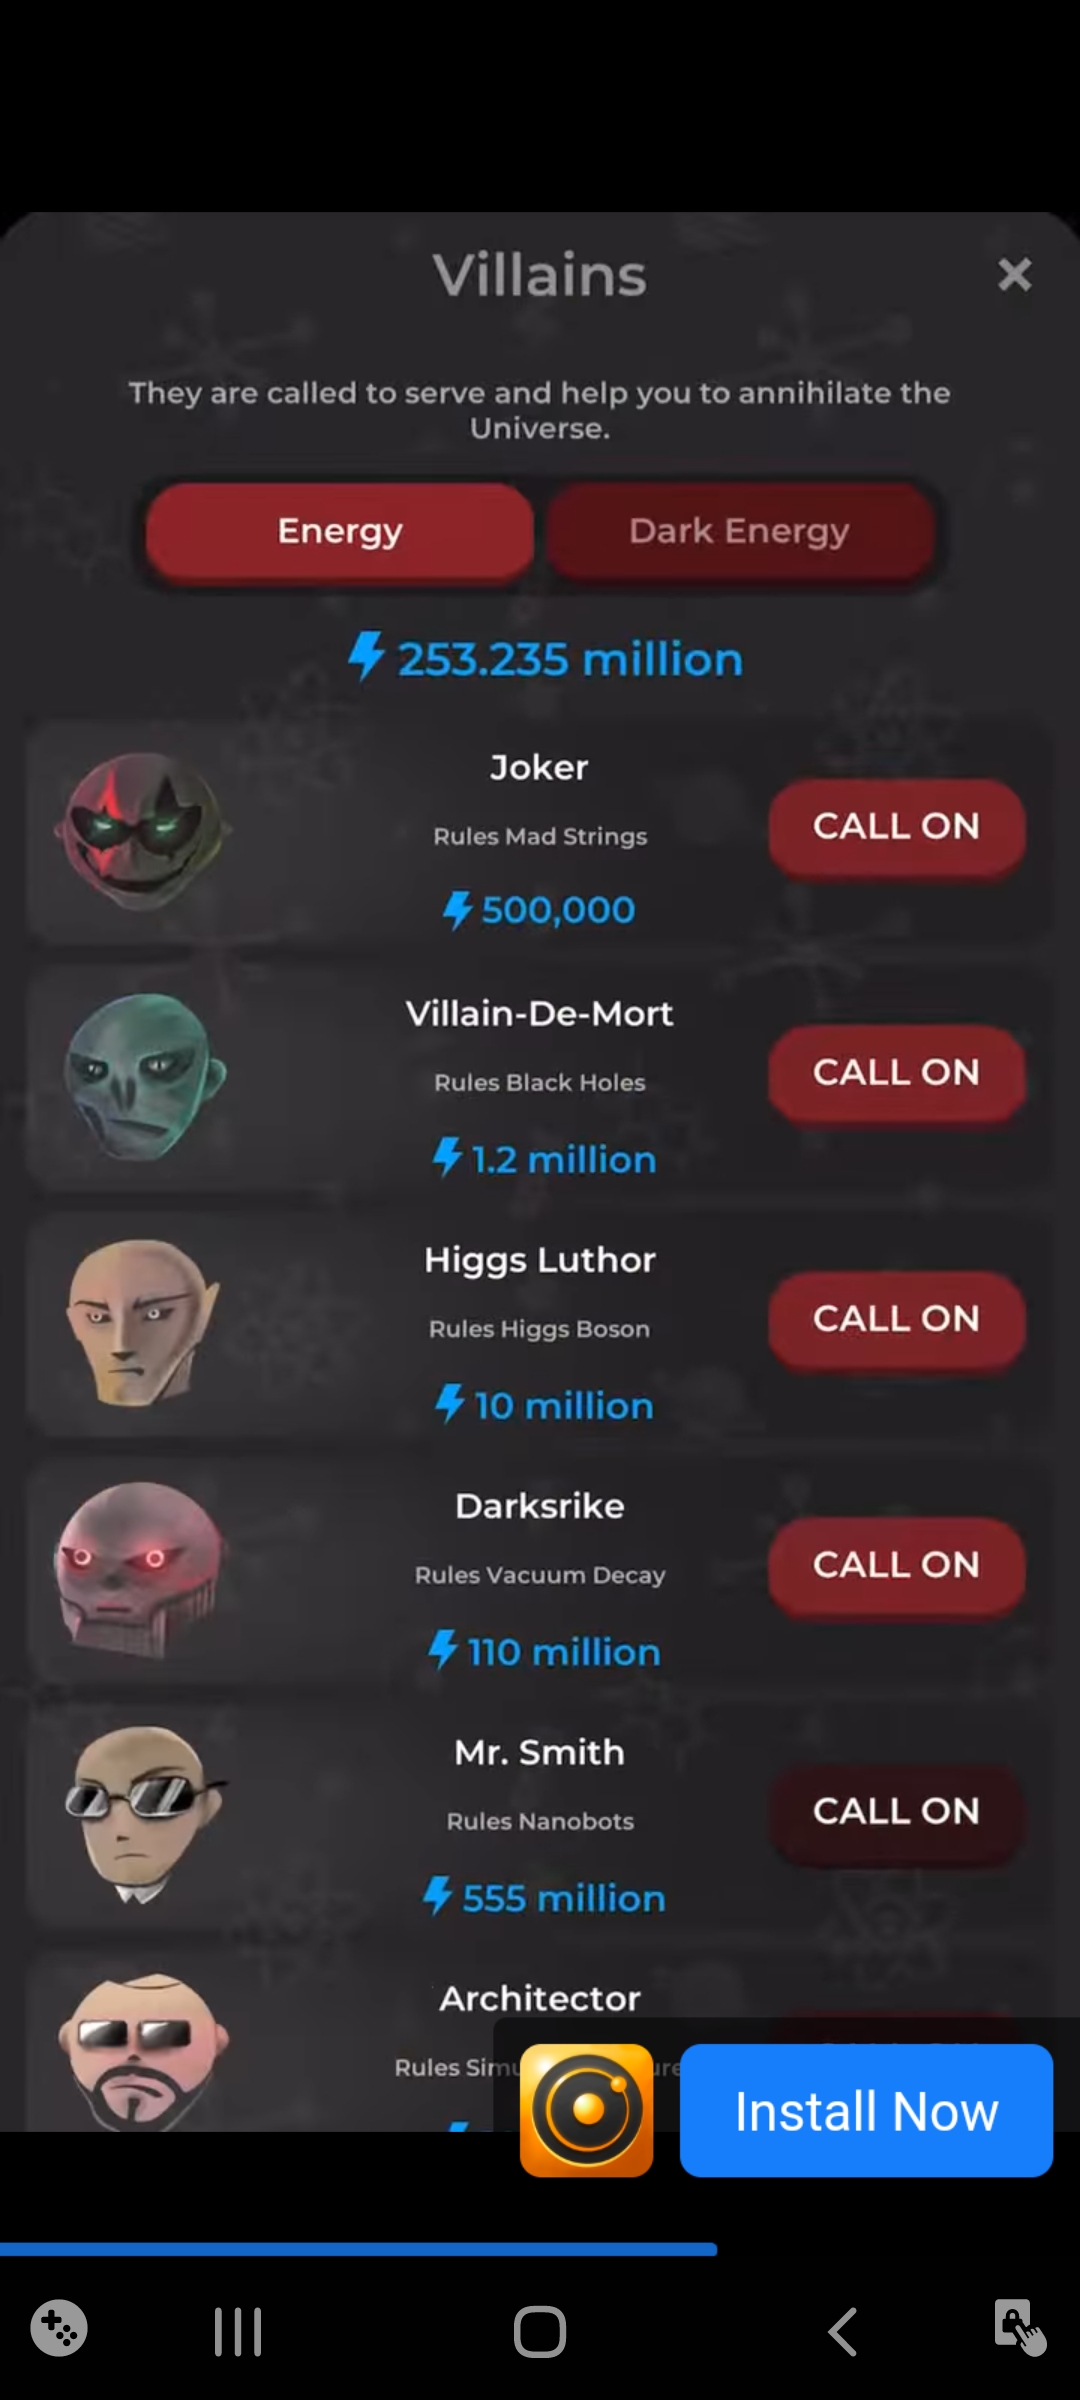 Villains
They are called to serve and help you to annihilate the
Universe.
Energy
Dark Energy
253.235 million
Joker
Rules Mad Strings
CALL ON
500,000
Villain-De-Mort
Rules Black Holes
CALL ON
1.2 million
Higgs Luthor
Rules Higgs Boson
CALL ON
10 million
Darksrike
Rules Vacuum Decay
CALL ON
110 million
Mr. Smith
Rules Nanobots
CALL ON
555 million
Architector
Rules
Install Now